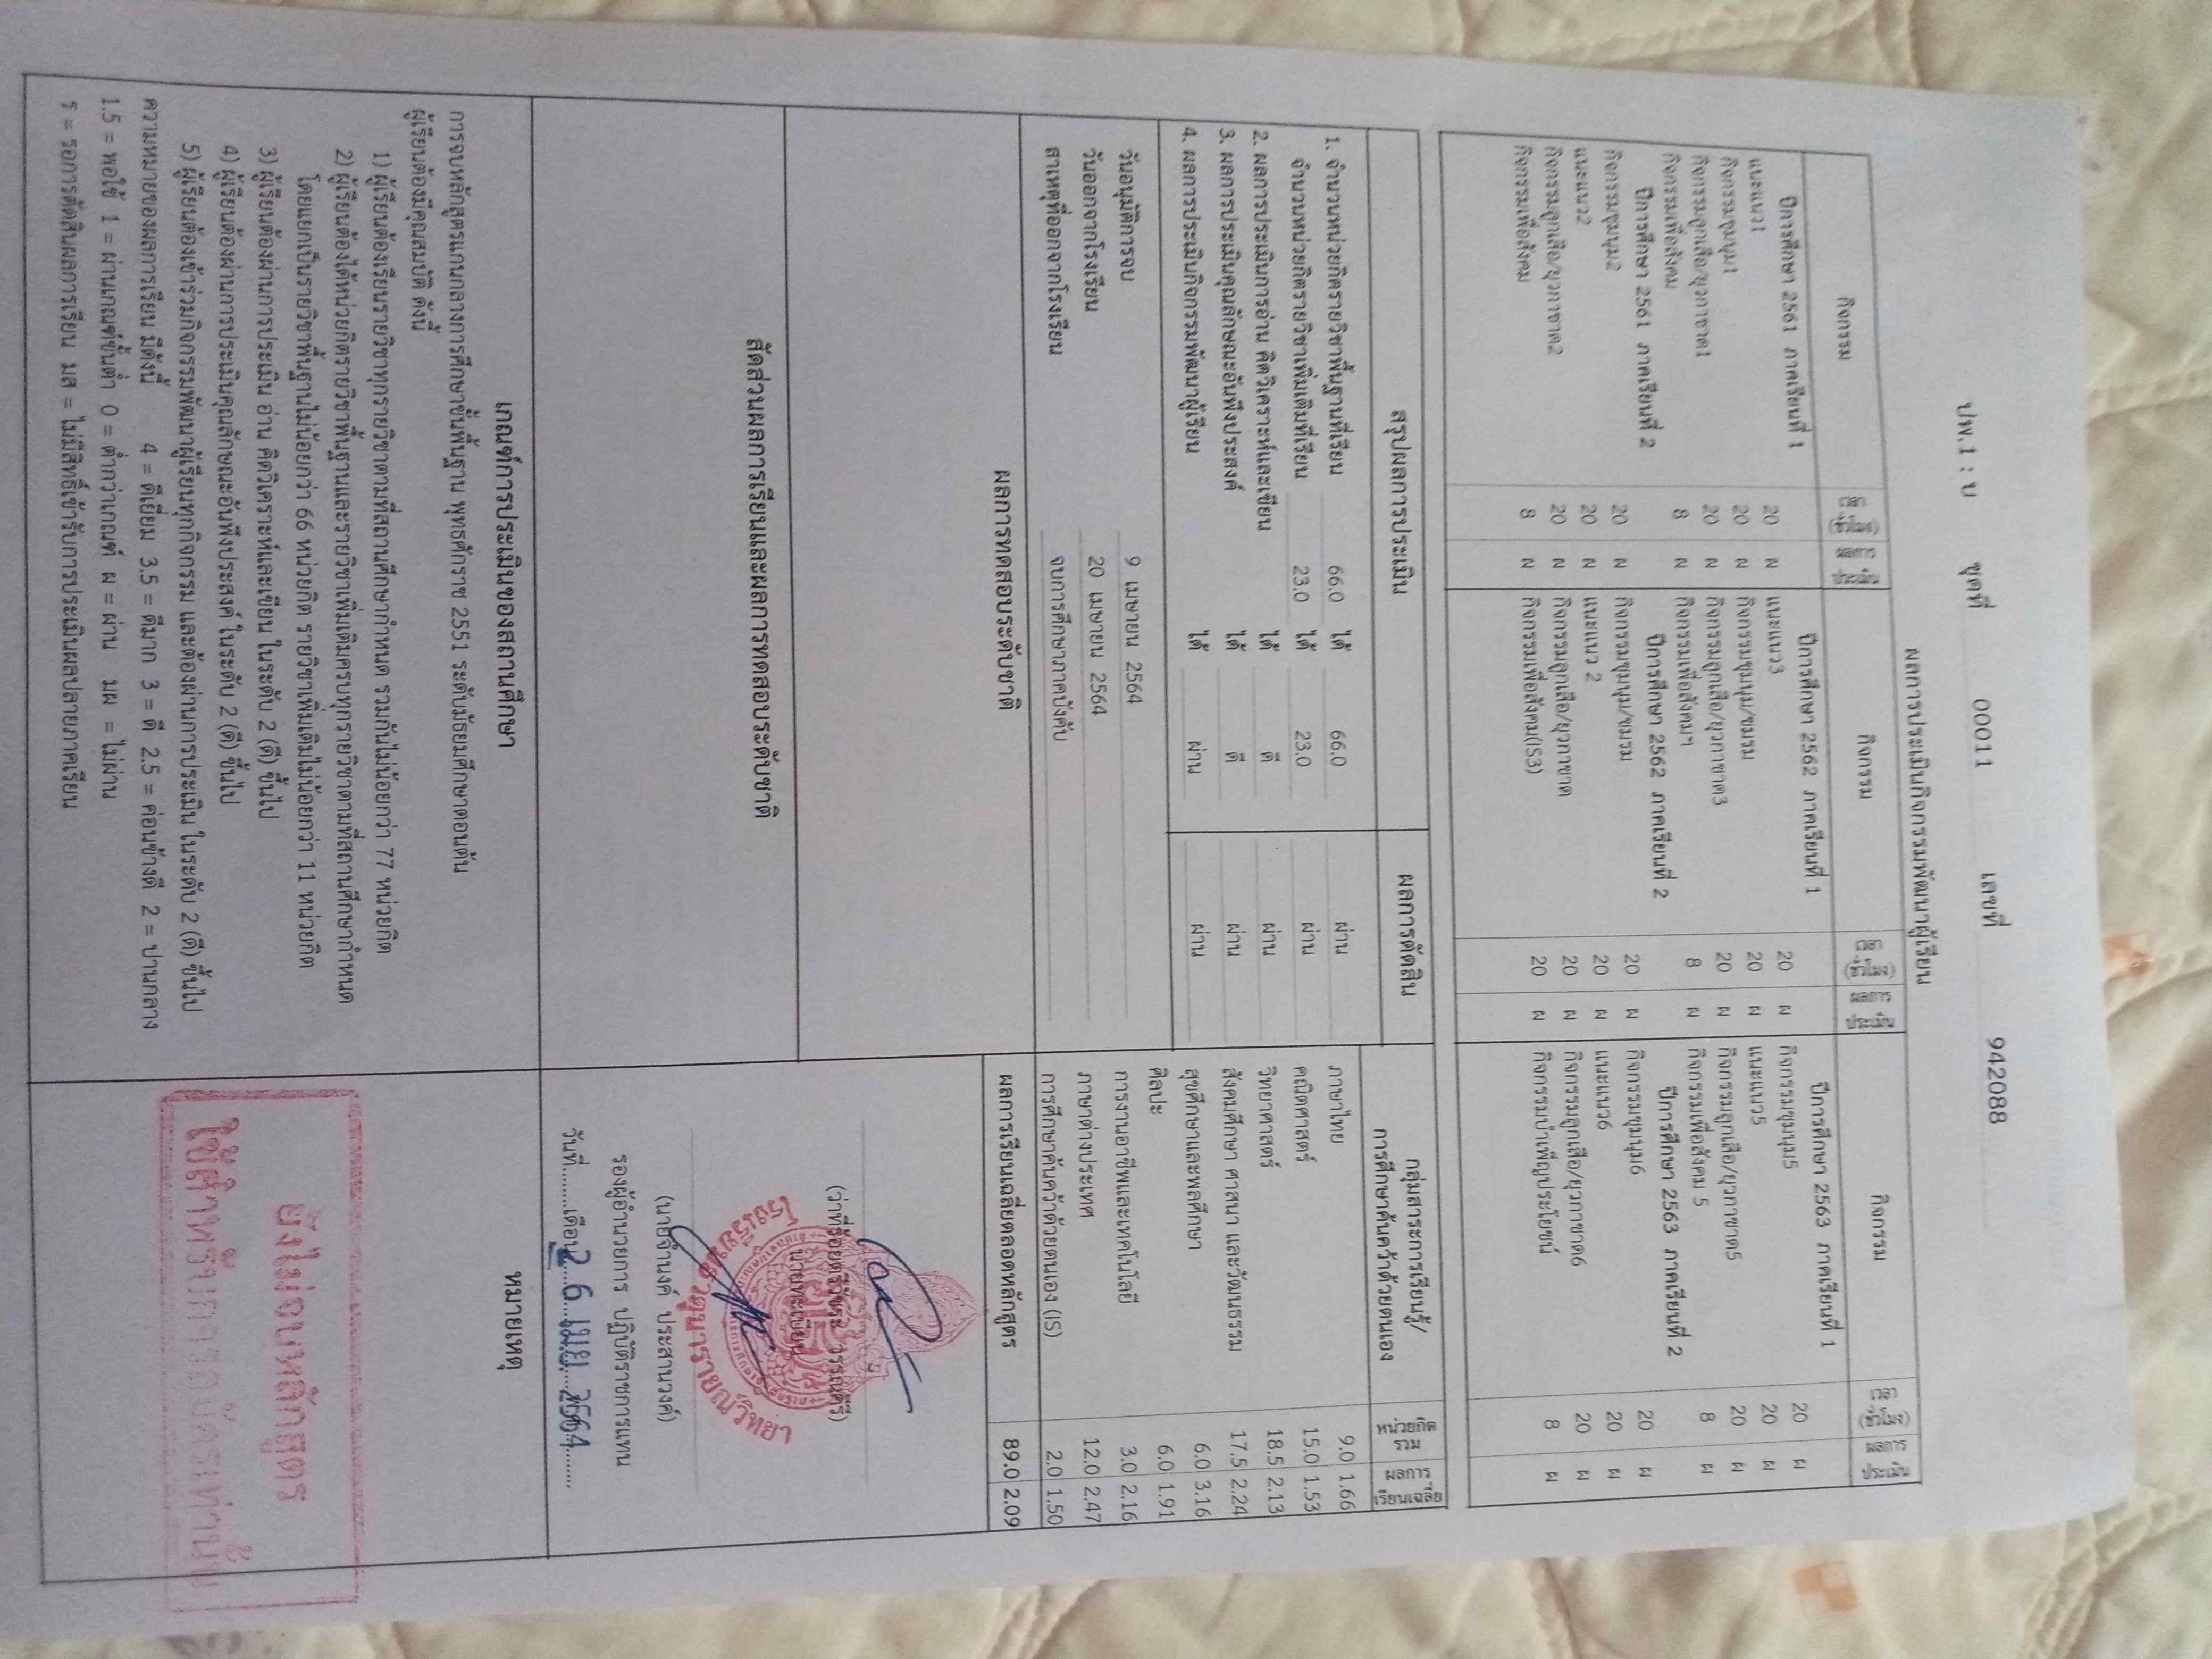 ปพ.1 : บ ชุดที่ 00011 เลขที่ 942088
ผลการประเมินกิจกรรมพัฒนาผู้เรียน
กิจกรรม เวลา (ชั่วโมง) ผลการประเมิน กิจกรรม เวลา (ชั่วโมง) ผลการประเมิน กิจกรรม เวลา (ชั่วโมง) ผลการประเมิน
ปีการศึกษา 2561 ภาคเรียนที่ 1 ปีการศึกษา 2562 ภาคเรียนที่ 1 ปีการศึกษา 2563 ภาคเรียนที่ 1
แนะแนว1 20 ผ แนะแนว3 20 ผ กิจกรรมชุมนุม5 20 ผ
กิจกรรมชุมนุม1 20 ผ กิจกรรมชุมนุม/ชมรม 20 ผ แนะแนว5 20 ผ
กิจกรรมลูกเสือ/ยุวกาชาด1 20 ผ กิจกรรมลูกเสือ/ยุวกาชาด3 20 ผ กิจกรรมลูกเสือ/ยุวกาชาด5 20 ผ
กิจกรรมเพื่อสังคม 8 ผ กิจกรรมเพื่อสังคมฯ 8 ผ กิจกรรมเพื่อสังคม 5 8 ผ
ปีการศึกษา 2561 ภาคเรียนที่ 2 ปีการศึกษา 2562 ภาคเรียนที่ 2 ปีการศึกษา 2563 ภาคเรียนที่ 2
กิจกรรมชุมนุม2 20 ผ กิจกรรมชุมนุม/ชมรม 20 ผ กิจกรรมชุมนุม6 20 ผ
แนะแนว2 20 ผ แนะแนว 2 20 ผ แนะแนว6 20 ผ
กิจกรรมลูกเสือ/ยุวกาชาด2 20 ผ กิจกรรมลูกเสือ/ยุวกาชาด 20 ผ กิจกรรมลูกเสือ/ยุวกาชาด6 20 ผ
กิจกรรมเพื่อสังคม 8 ผ กิจกรรมเพื่อสังคม(IS3) 20 ผ กิจกรรมบำเพ็ญประโยชน์ 8 ผ
สรุปผลการประเมิน ผลการตัดสิน
1. จำนวนหน่วยกิตรายวิชาพื้นฐานที่เรียน 66.0 ได้ 66.0 ผ่าน
จำนวนหน่วยกิตรายวิชาเพิ่มเติมที่เรียน 23.0 ได้ 23.0 ผ่าน
2. ผลการประเมินการอ่าน คิดวิเคราะห์และเขียน ได้ ดี ผ่าน
3. ผลการประเมินคุณลักษณะอันพึงประสงค์ ได้ ดี ผ่าน
4. ผลการประเมินกิจกรรมพัฒนาผู้เรียน ได้ ผ่าน ผ่าน
วันอนุมัติการจบ 9 เมษายน 2564
วันออกจากโรงเรียน 20 เมษายน 2564
สาเหตุที่ออกจากโรงเรียน จบการศึกษาภาคบังคับ
ผลการทดสอบระดับชาติ
สัดส่วนผลการเรียนและผลการทดสอบระดับชาติ
กลุ่มสาระการเรียนรู้/
การศึกษาค้นคว้าด้วยตนเอง หน่วยกิตรวม ผลการเรียนเฉลี่ย
ภาษาไทย 9.0 1.66
คณิตศาสตร์ 15.0 1.53
วิทยาศาสตร์ 18.5 2.13
สังคมศึกษา ศาสนา และวัฒนธรรม 17.5 2.24
สุขศึกษาและพลศึกษา 6.0 3.16
ศิลปะ 6.0 1.91
การงานอาชีพและเทคโนโลยี 3.0 2.16
ภาษาต่างประเทศ 12.0 2.47
การศึกษาค้นคว้าด้วยตนเอง (IS) 2.0 1.50
ผลการเรียนเฉลี่ยตลอดหลักสูตร 89.0 2.09
นายทะเบียน
(นายจำนงค์ ประสานวงค์)
รองผู้อำนวยการ ปฏิบัติราชการแทน
วันที่.........เดือน 26 เมย 2564
เกณฑ์การประเมินของสถานศึกษา
การจบหลักสูตรแกนกลางการศึกษาขั้นพื้นฐาน พุทธศักราช 2551 ระดับมัธยมศึกษาตอนต้น
ผู้เรียนต้องมีคุณสมบัติ ดังนี้
1) ผู้เรียนต้องเรียนรายวิชาทุกรายวิชาตามที่สถานศึกษากำหนด รวมกันไม่น้อยกว่า 77 หน่วยกิต
2) ผู้เรียนต้องได้หน่วยกิตรายวิชาพื้นฐานและรายวิชาเพิ่มเติมครบทุกรายวิชาตามที่สถานศึกษากำหนด
โดยแยกเป็นรายวิชาพื้นฐานไม่น้อยกว่า 66 หน่วยกิต รายวิชาเพิ่มเติมไม่น้อยกว่า 11 หน่วยกิต
3) ผู้เรียนต้องผ่านการประเมิน อ่าน คิดวิเคราะห์และเขียน ในระดับ 2 (ดี) ขึ้นไป
4) ผู้เรียนต้องผ่านการประเมินคุณลักษณะอันพึงประสงค์ ในระดับ 2 (ดี) ขึ้นไป
5) ผู้เรียนต้องเข้าร่วมกิจกรรมพัฒนาผู้เรียนทุกกิจกรรม และต้องผ่านการประเมิน ในระดับ 2 (ดี) ขึ้นไป
ความหมายของผลการเรียน มีดังนี้ 4 = ดีเยี่ยม 3.5 = ดีมาก 3 = ดี 2.5 = ค่อนข้างดี 2 = ปานกลาง
1.5 = พอใช้ 1 = ผ่านเกณฑ์ขั้นต่ำ 0 = ต่ำกว่าเกณฑ์ ผ = ผ่าน มผ = ไม่ผ่าน
ร = รอการตัดสินผลการเรียน มส = ไม่มีสิทธิ์เข้ารับการประเมินผลปลายภาคเรียน
หมายเหตุ
ยังไม่จบหลักสูตร
ใช้สำหรับการสมัครเท่านั้น